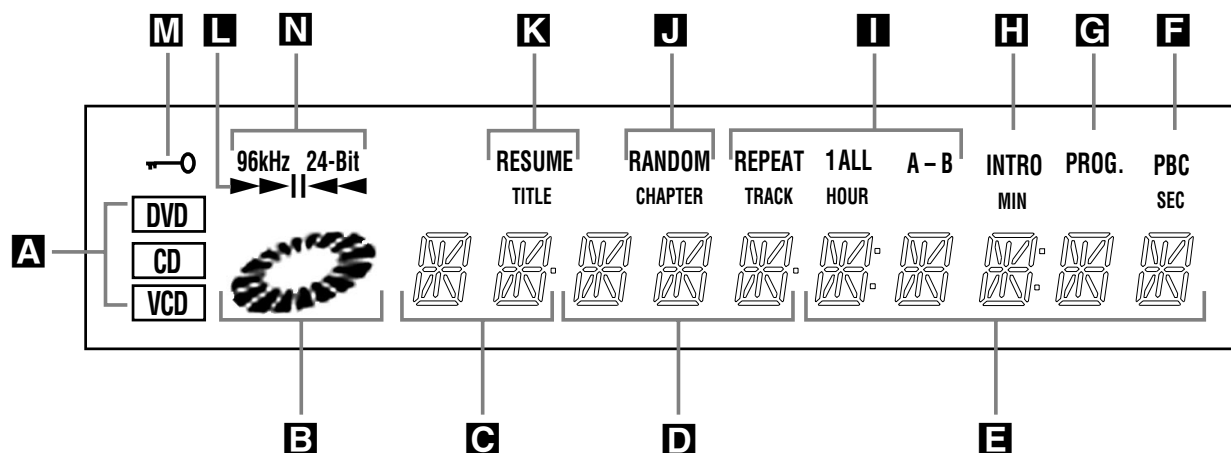 M L N K J I H G F
96kHz 24-Bit RESUME RANDOM REPEAT 1 ALL A – B INTRO PROG. PBC
TITLE CHAPTER TRACK HOUR MIN SEC
DVD
A CD
VCD
B C D E